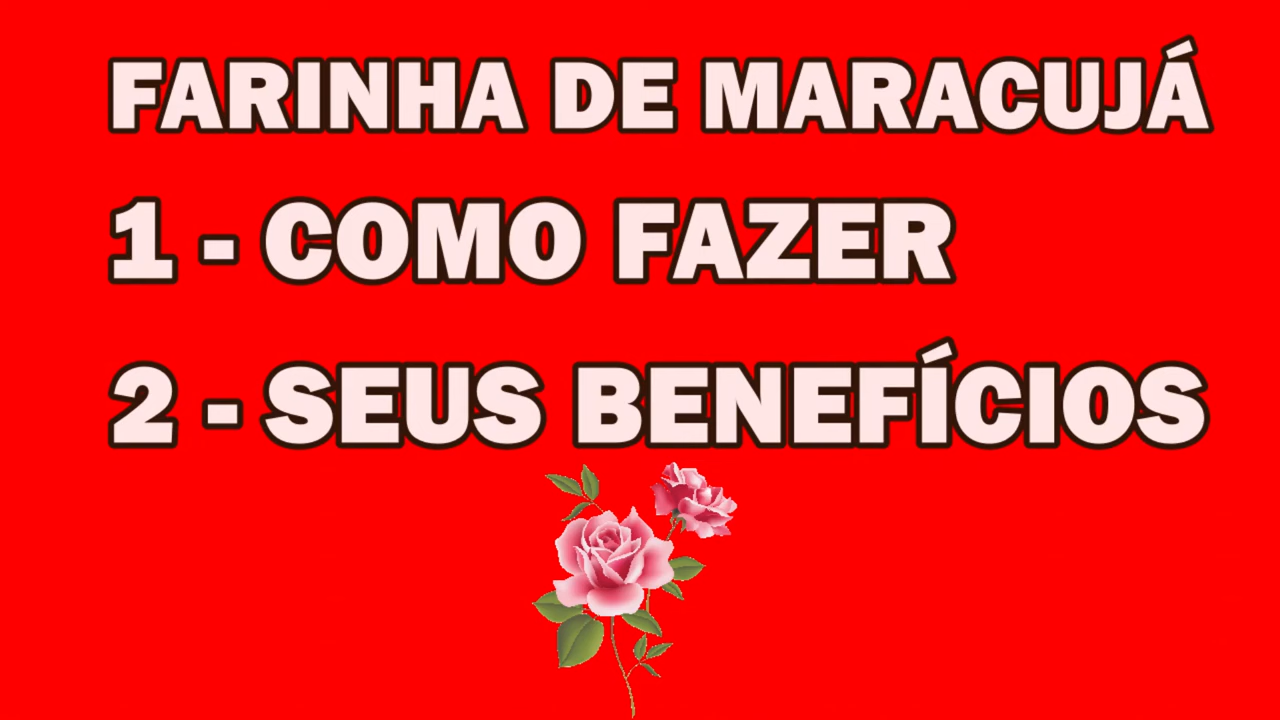 FARINHA DE MARACUJÁ
1 - COMO FAZER
2 - SEUS BENEFÍCIOS